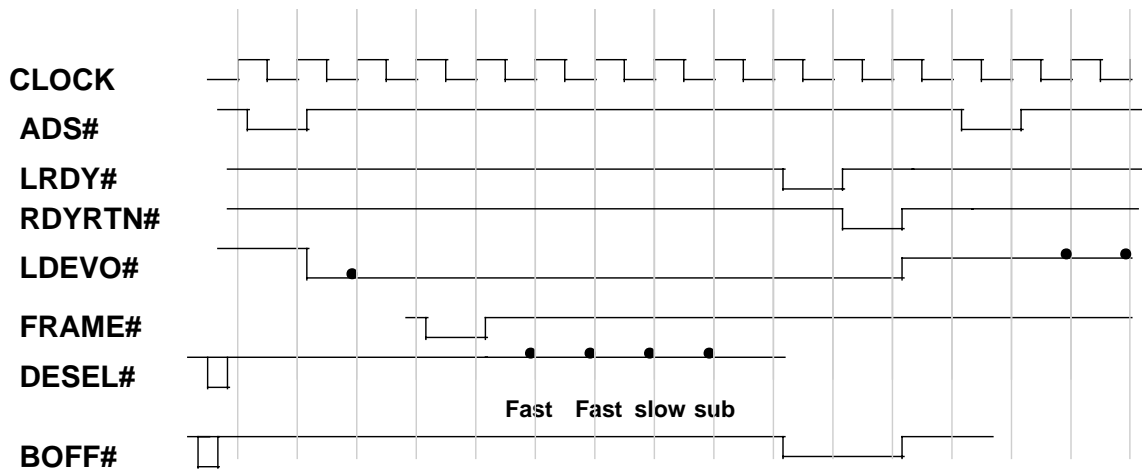 CLOCK
ADS#
LRDY#
RDYRTN#
LDEVO#
FRAME#
DESEL#
Fast Fast slow sub
BOFF#